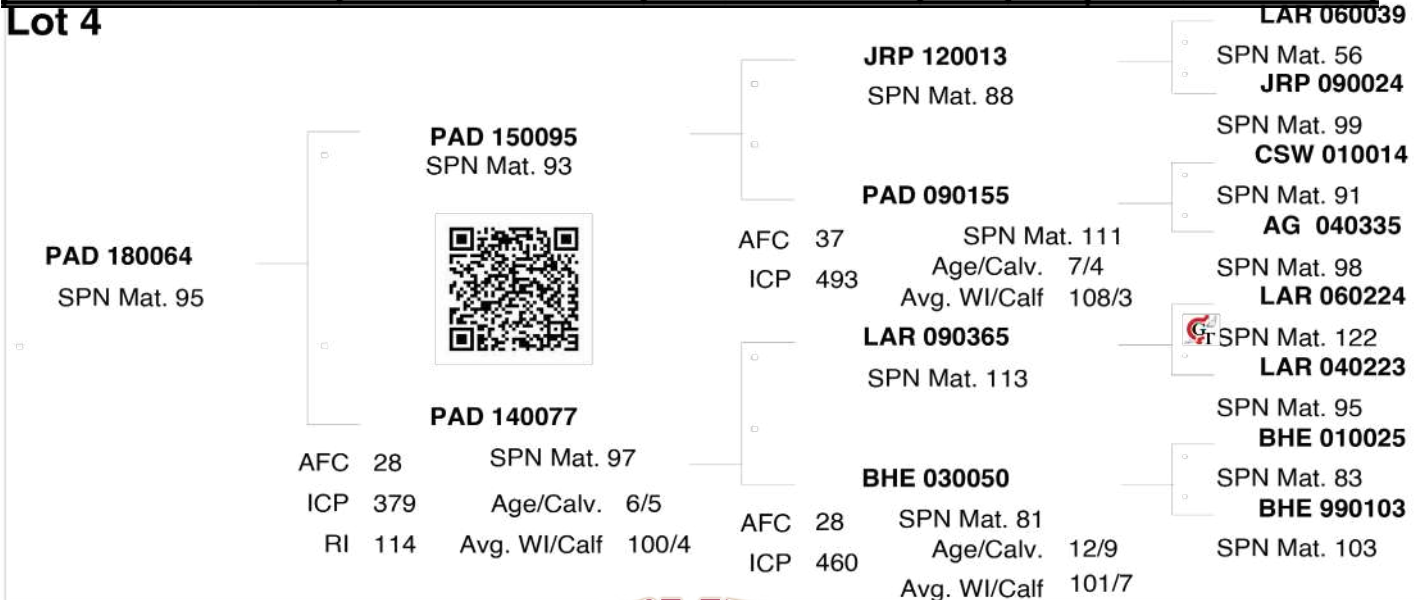 Lot 4
PAD 180064
SPN Mat. 95
PAD 150095
SPN Mat. 93
PAD 140077
AFC 28 SPN Mat. 97
ICP 379 Age/Calv. 6/5
RI 114 Avg. WI/Calf 100/4
JRP 120013
SPN Mat. 88
PAD 090155
AFC 37 SPN Mat. 111
ICP 493 Age/Calv. 7/4
Avg. WI/Calf 108/3
LAR 090365
SPN Mat. 113
BHE 030050
AFC 28 SPN Mat. 81
ICP 460 Age/Calv. 12/9
Avg. WI/Calf 101/7
LAR 060039
SPN Mat. 56
JRP 090024
SPN Mat. 99
CSW 010014
SPN Mat. 91
AG 040335
SPN Mat. 98
LAR 060224
GT SPN Mat. 122
LAR 040223
SPN Mat. 95
BHE 010025
SPN Mat. 83
BHE 990103
SPN Mat. 103